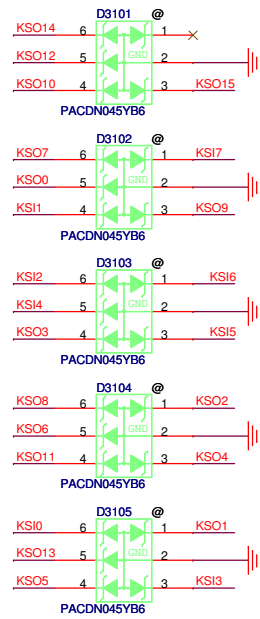 D3101 @
KSO14 6 1
KSO12 5 GND 2
KSO10 4 3 KSO15
PACDN045YB6
D3102 @
KSO7 6 1 KSI7
KSO0 5 GND 2
KSI1 4 3 KSO9
PACDN045YB6
D3103 @
KSI2 6 1 KSI6
KSI4 5 GND 2
KSO3 4 3 KSI5
PACDN045YB6
D3104 @
KSO8 6 1 KSO2
KSO6 5 GND 2
KSO11 4 3 KSO4
PACDN045YB6
D3105 @
KSI0 6 1 KSO1
KSO13 5 GND 2
KSO5 4 3 KSI3
PACDN045YB6